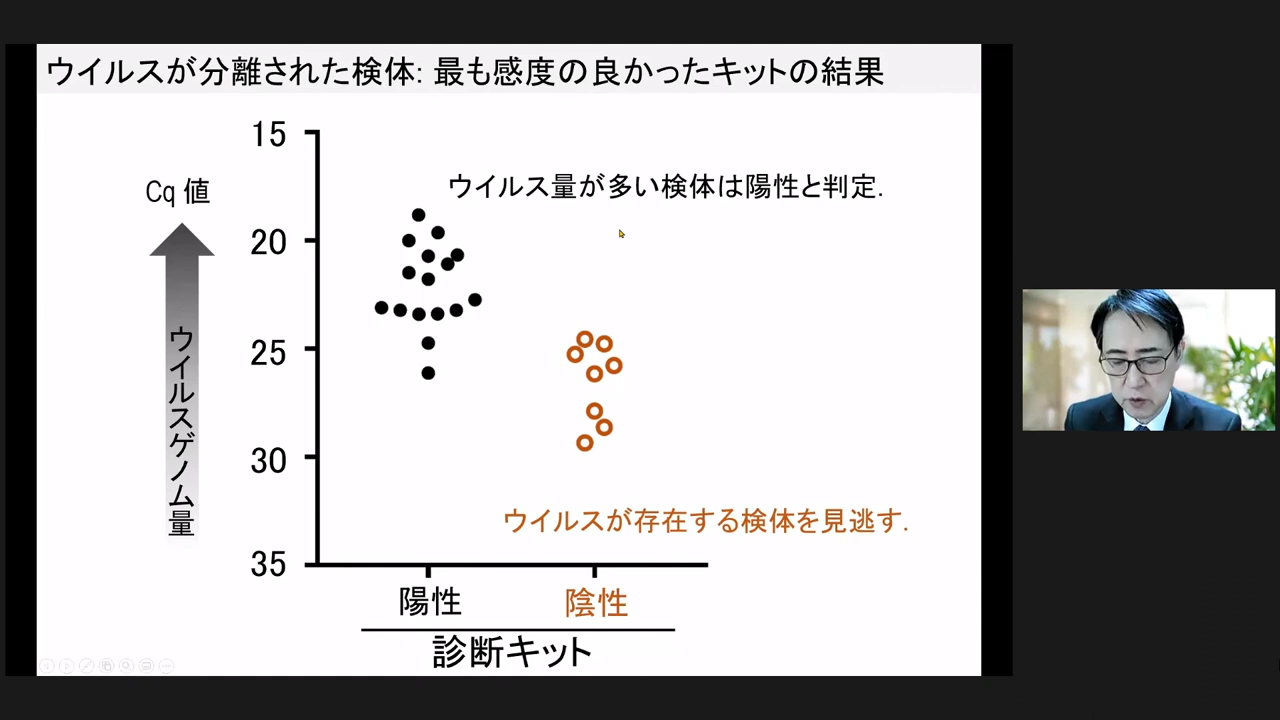 ウイルスが分離された検体: 最も感度の良かったキットの結果
15
Cq 値
ウイルス量が多い検体は陽性と判定.
20
25
ウイルスゲノム量
30
ウイルスが存在する検体を見逃す.
35
陽性
陰性
診断キット